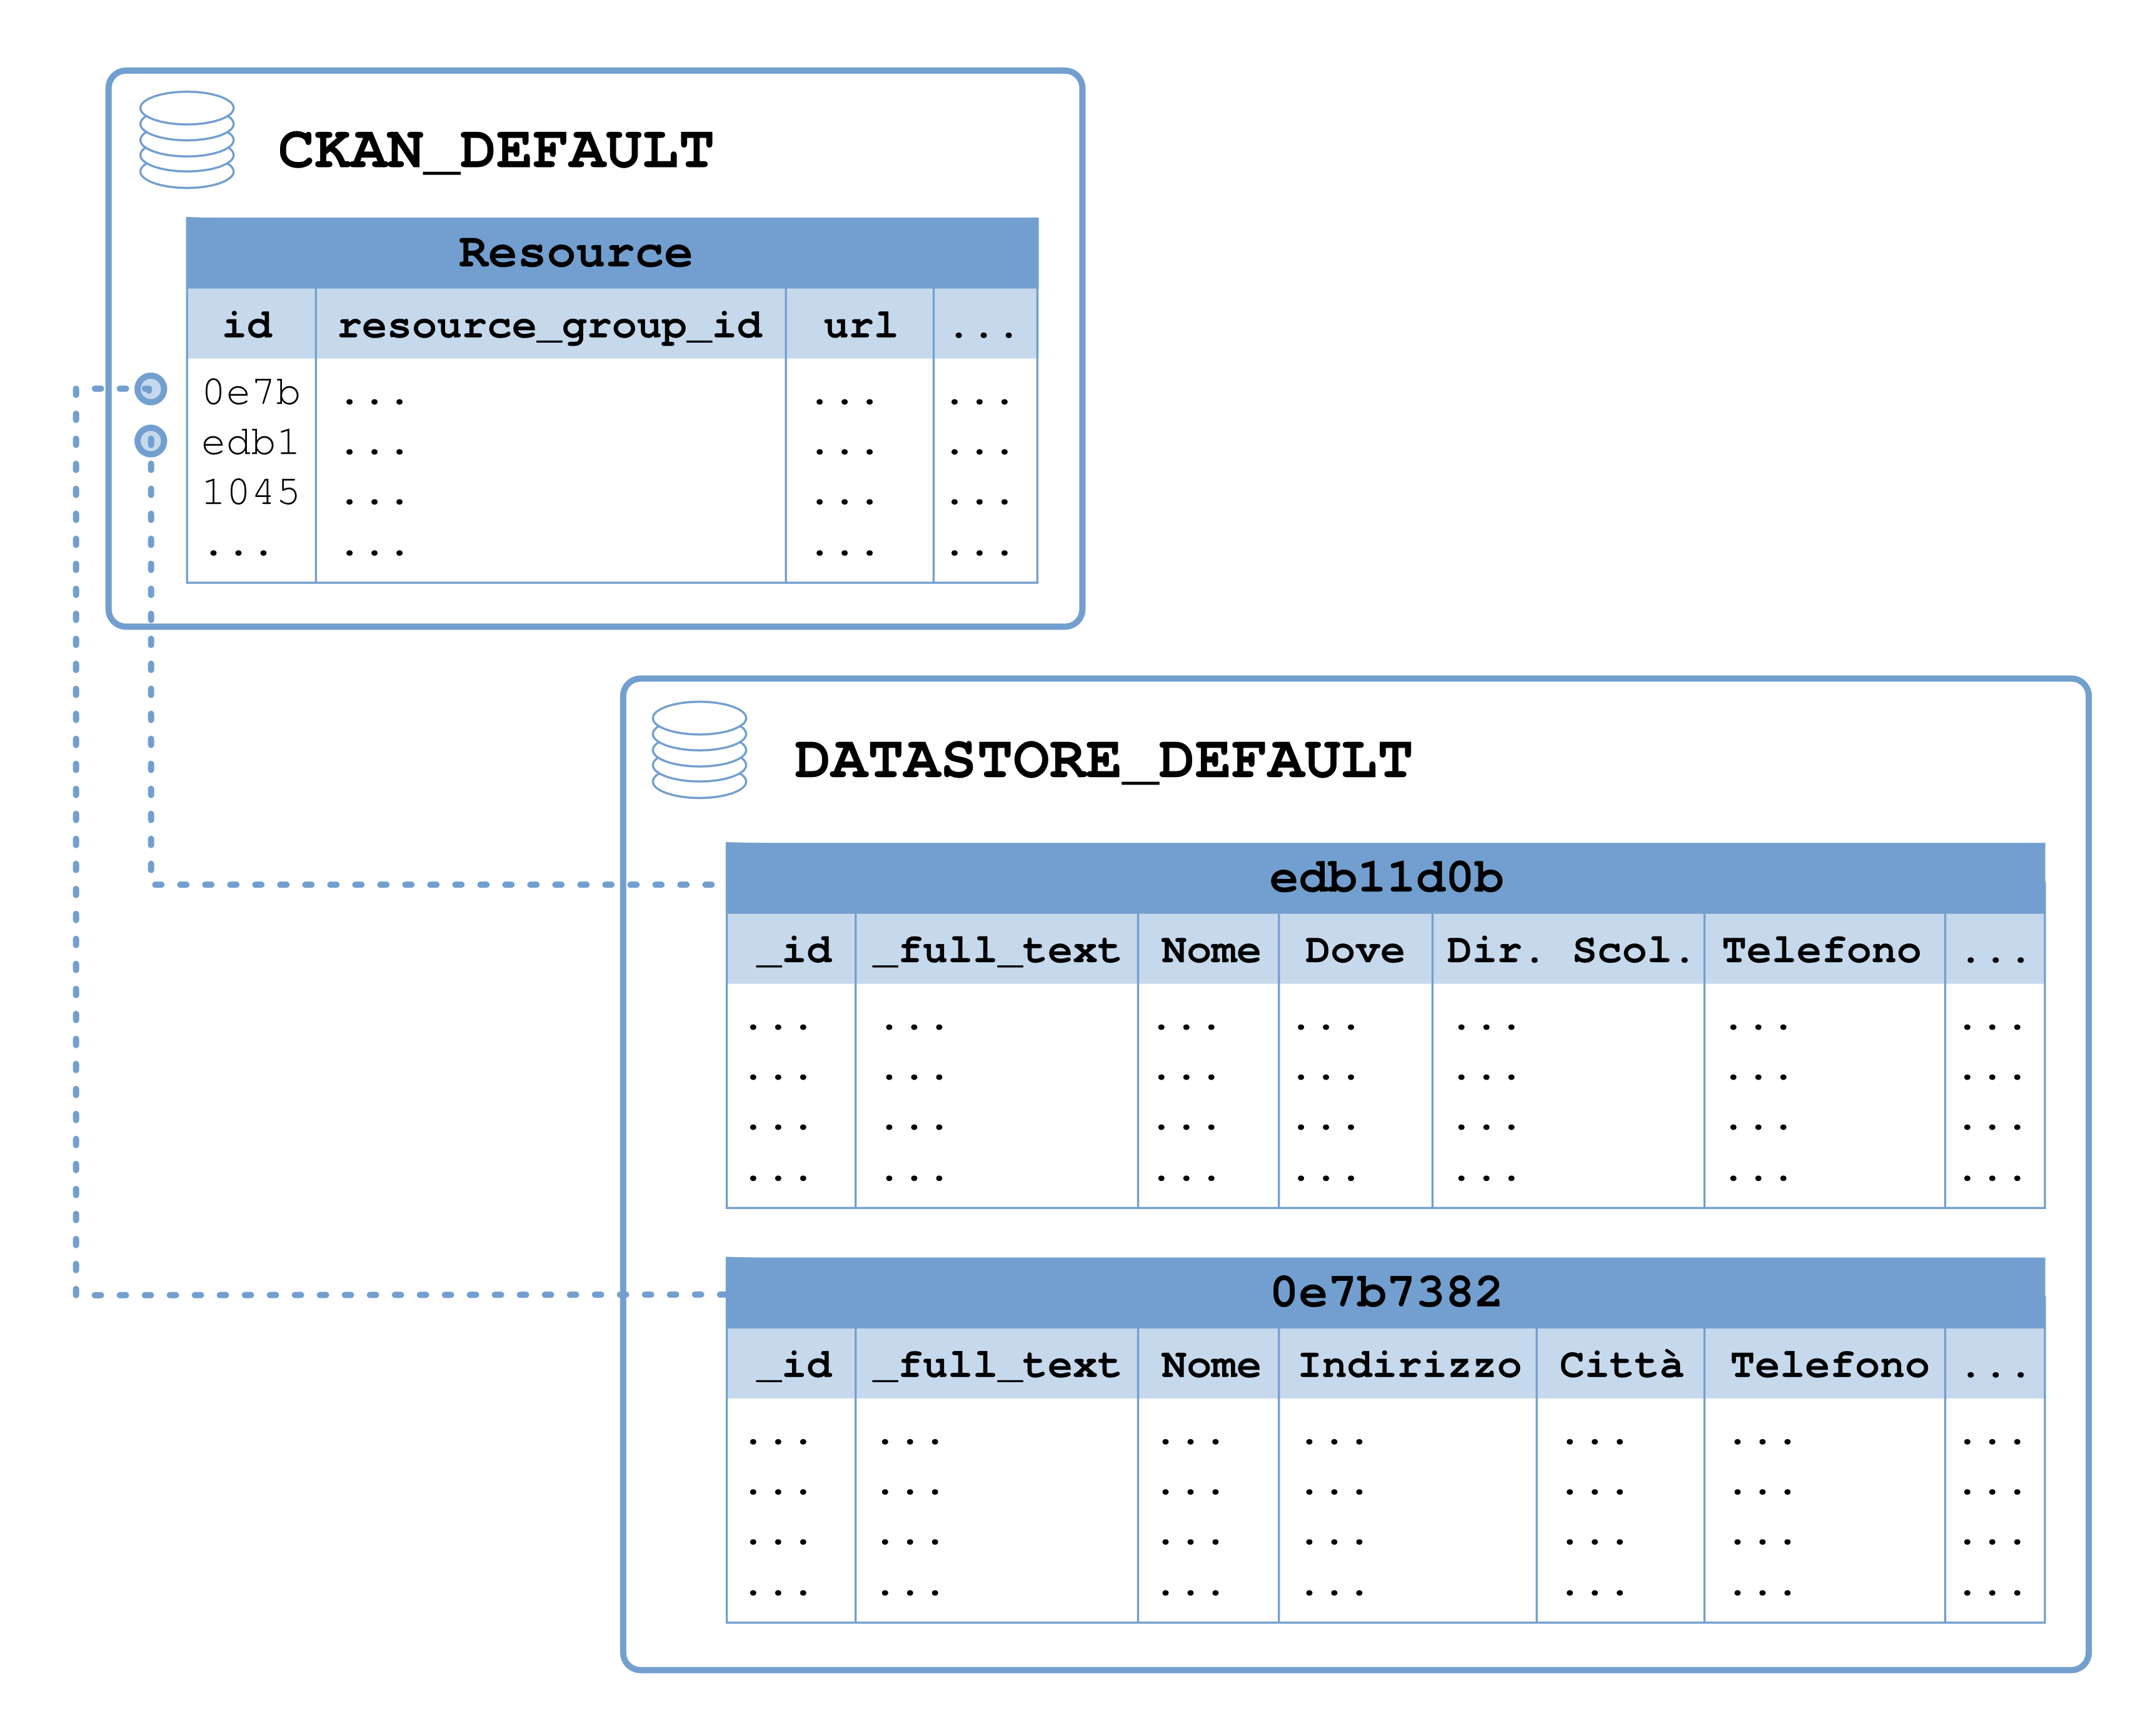 CKAN_DEFAULT
Resource
id resource_group_id url ...
0e7b ... ... ...
edb1 ... ... ...
1045 ... ... ...
... ... ... ...
DATASTORE_DEFAULT
edb11d0b
_id _full_text Nome Dove Dir. Scol. Telefono ...
... ... ... ... ... ... ...
... ... ... ... ... ... ...
... ... ... ... ... ... ...
... ... ... ... ... ... ...
0e7b7382
_id _full_text Nome Indirizzo Città Telefono ...
... ... ... ... ... ... ...
... ... ... ... ... ... ...
... ... ... ... ... ... ...
... ... ... ... ... ... ...